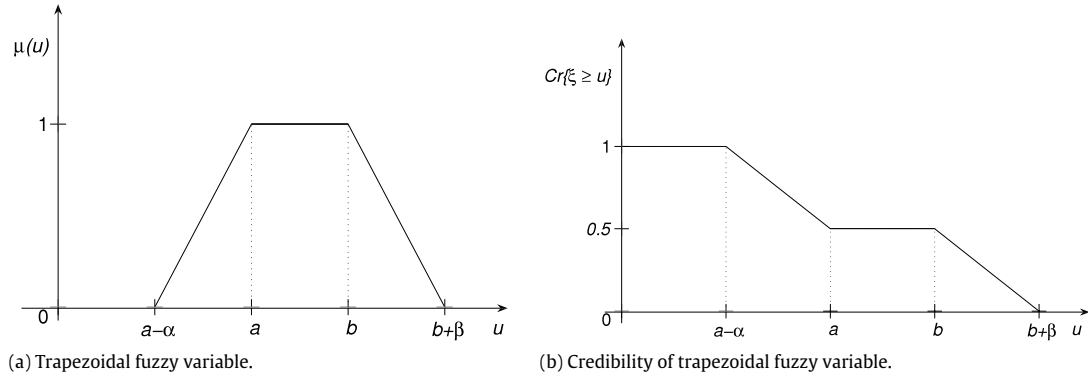 μ(u)
1
0
a−α
a
b
b+β
u
(a) Trapezoidal fuzzy variable.
Cr{ξ ≥ u}
1
0.5
0
a−α
a
b
b+β
u
(b) Credibility of trapezoidal fuzzy variable.